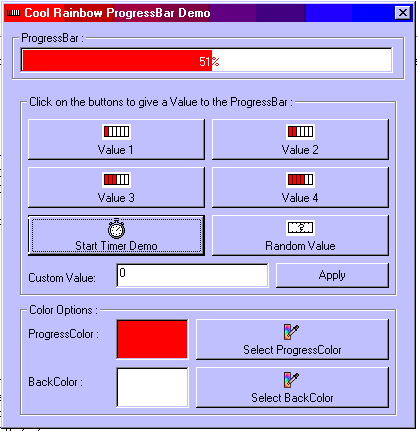 Cool Rainbow ProgressBar Demo
ProgressBar :
51%
Click on the buttons to give a Value to the ProgressBar :
Value 1
Value 2
Value 3
Value 4
Start Timer Demo
Random Value
Custom Value:
0
Apply
Color Options :
ProgressColor :
Select ProgressColor
BackColor :
Select BackColor